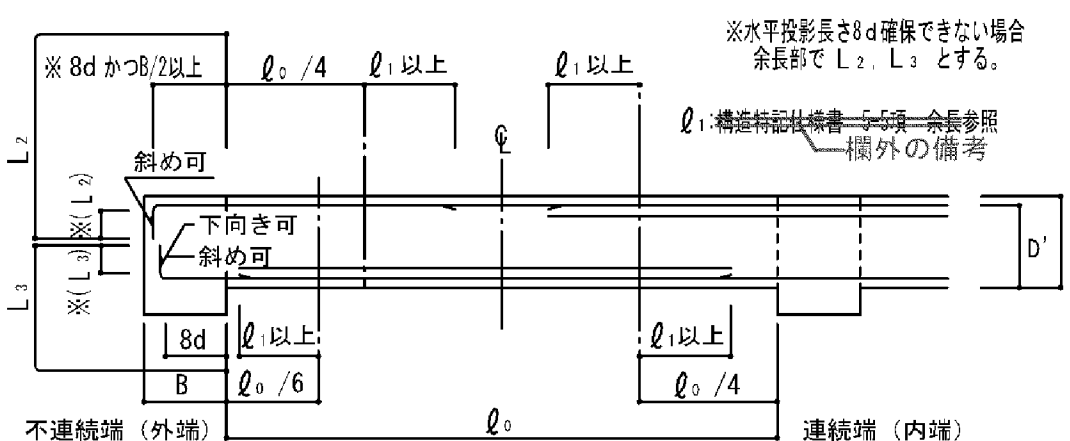 ※水平投影長さ8d確保できない場合
余長部で L2, L3 とする。
※ 8d かつB/2以上
ℓ0 /4
ℓ1以上
ℓ1以上
ℓ1:構造特記仕様書 5-5項 余長参照
欄外の備考
L2
℄
斜め可
※(L2)
下向き可
斜め可
※(L3)
L3
D'
8d
ℓ1以上
ℓ1以上
B
ℓ0 /6
ℓ0 /4
不連続端 (外端)
ℓ0
連続端 (内端)